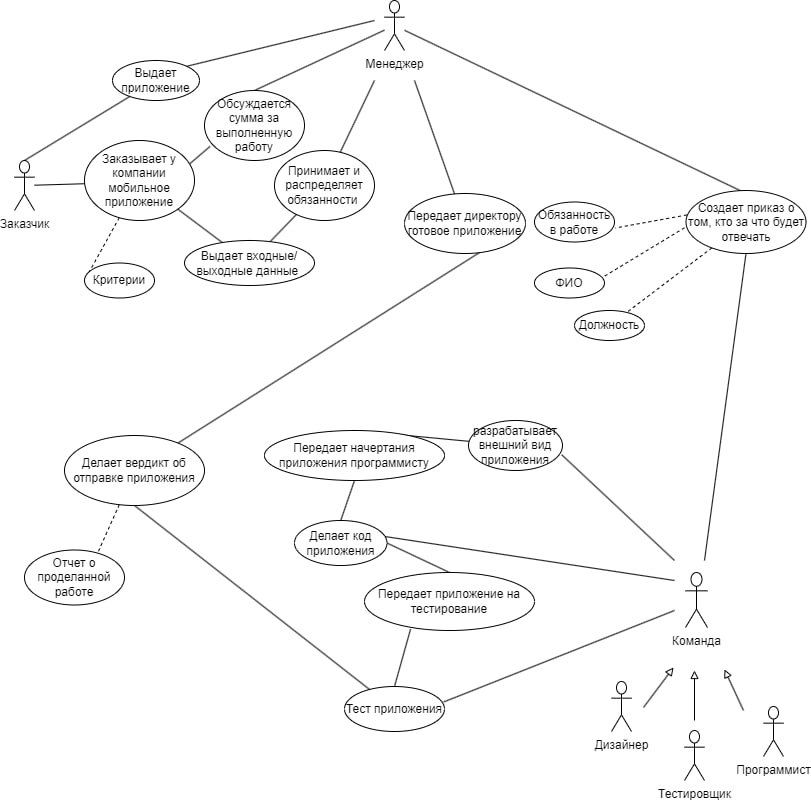 Менеджер
Выдает
приложение
Обсуждается
сумма за
выполненную
работу
Заказывает у
компании
мобильное
приложение
Заказчик
Принимает и
распределяет
обязанности
Передает директору
готовое приложение
Обязанность
в работе
Создает приказ о
том, кто за что будет
отвечать
Выдает входные/
выходные данные
Критерии
ФИО
Должность
Делает вердикт об
отправке приложения
Передает начертания
приложения программисту
разрабатывает
внешний вид
приложения
Делает код
приложения
Отчет о
проделанной
работе
Передает приложение на
тестирование
Команда
Тест приложения
Дизайнер
Тестировщик
Программист